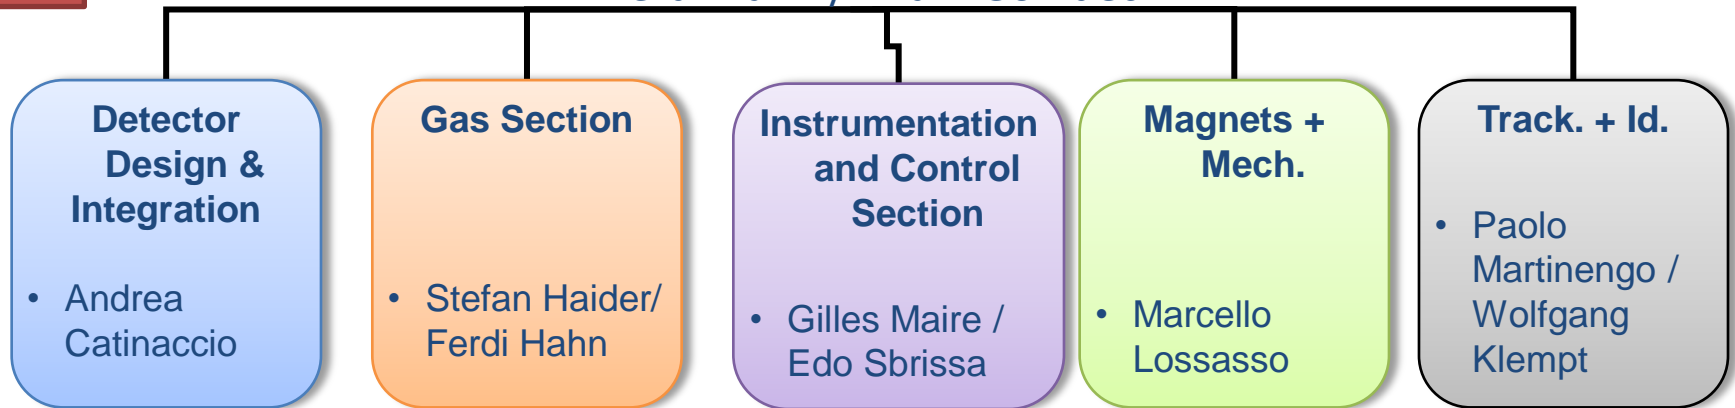 Detector
Design &
Integration
• Andrea
Catinaccio
Gas Section
• Stefan Haider/
Ferdi Hahn
Instrumentation
and Control
Section
• Gilles Maire /
Edo Sbrissa
Magnets +
Mech.
• Marcello
Lossasso
Track. + Id.
• Paolo
Martinengo /
Wolfgang
Klempt